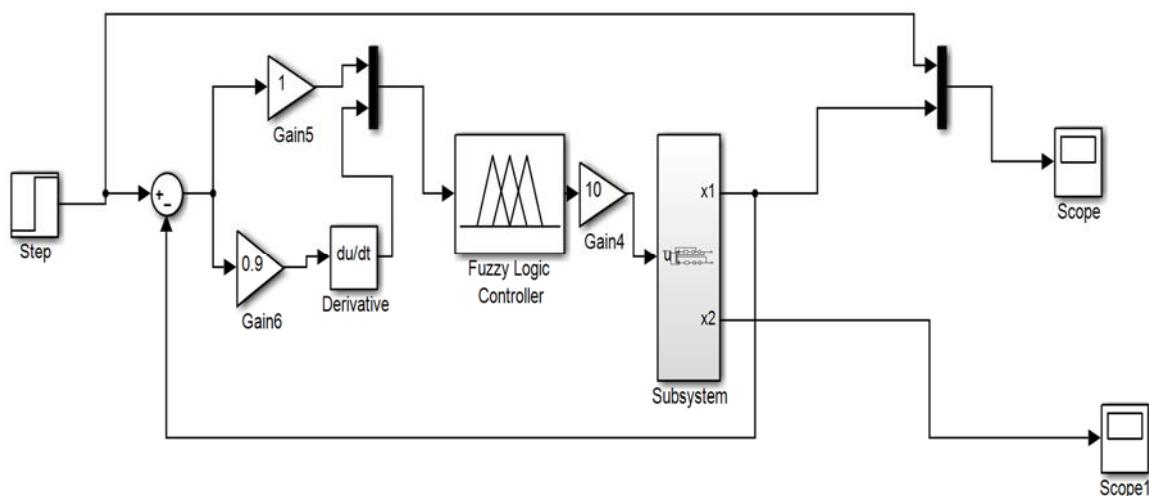 1
Gain5
Step
+
−
0.9
Gain6
du/dt
Derivative
Fuzzy Logic
Controller
10
Gain4
u
x1
x2
Subsystem
Scope
Scope1